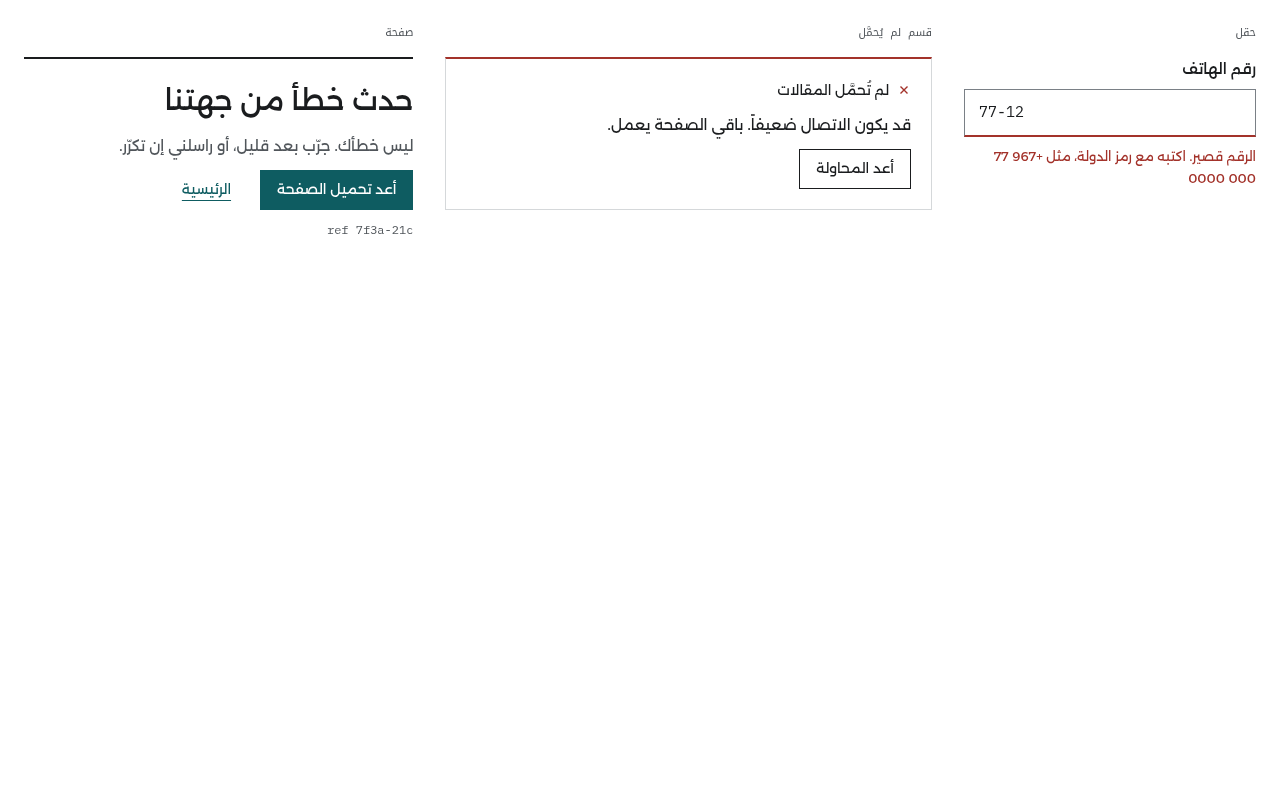 حقل
رقم الهاتف
77-12
الرقم قصير. اكتبه مع رمز الدولة، مثل +967 77
000 0000
قسم لم يُحمَّل
× لم تُحمَّل المقالات
قد يكون الاتصال ضعيفاً. باقي الصفحة يعمل.
أعد المحاولة
صفحة
حدث خطأ من جهتنا
ليس خطأك. جرّب بعد قليل، أو راسلني إن تكرّر.
أعد تحميل الصفحة
الرئيسية
ref 7f3a-21c